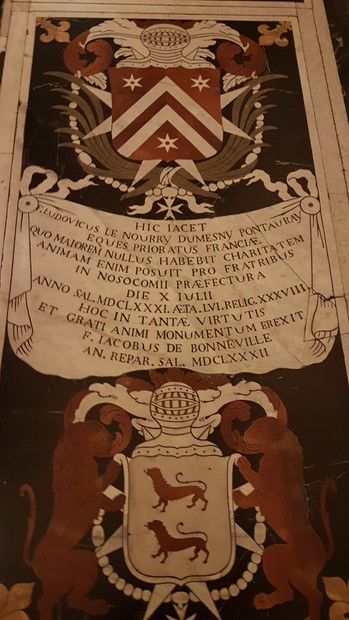 HIC IACET
F. LUDOVICUS LE NOURRY DUMESNY PONTAURAY
EQUES PRIORATUS FRANCIÆ
QUO MAIOREM NULLUS HABEBIT CHARITATEM
ANIMAM ENIM POSUIT PRO FRATRIBUS
IN NOSOCOMII PRÆFECTURA
DIE X IULII
ANNO SAL. MDCLXXXI. ÆTA. LVI. RELIG. XXXVIII
HOC IN TANTÆ VIRTUTIS
ET GRATI ANIMI MONUMENTUM EREXIT
F. IACOBUS DE BONNEVILLE
AN. REPAR. SAL. MDCLXXXII